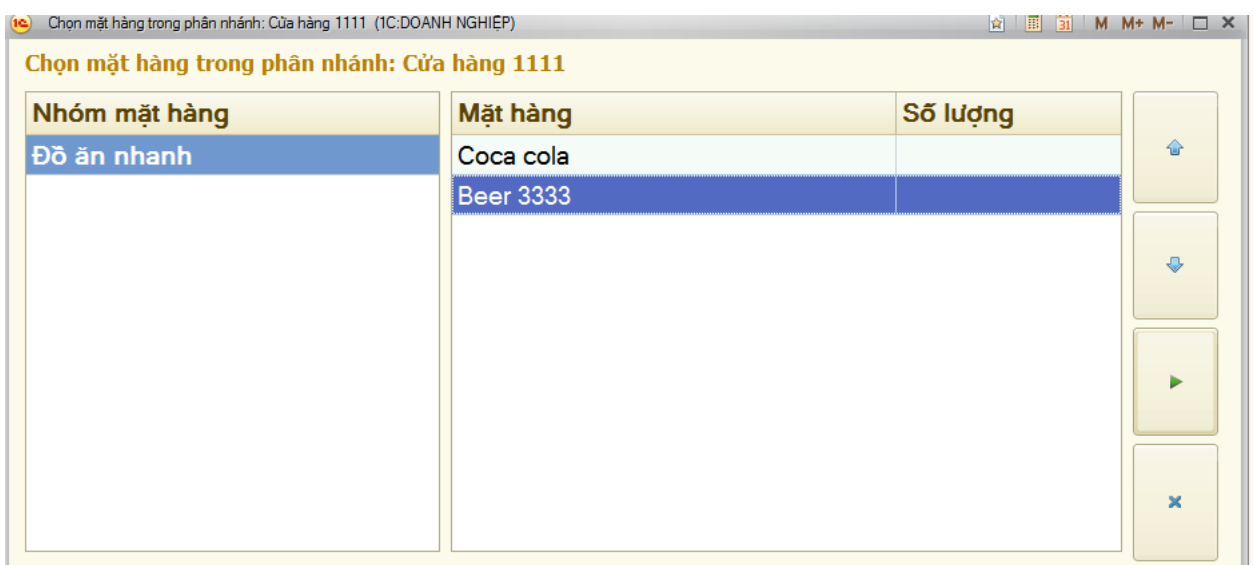 Chọn mặt hàng trong phân nhánh: Cửa hàng 1111 (1C:DOANH NGHIỆP)
M M+ M-
31
Chọn mặt hàng trong phân nhánh: Cửa hàng 1111
Nhóm mặt hàng
Mặt hàng
Số lượng
Đồ ăn nhanh
Coca cola
Beer 3333